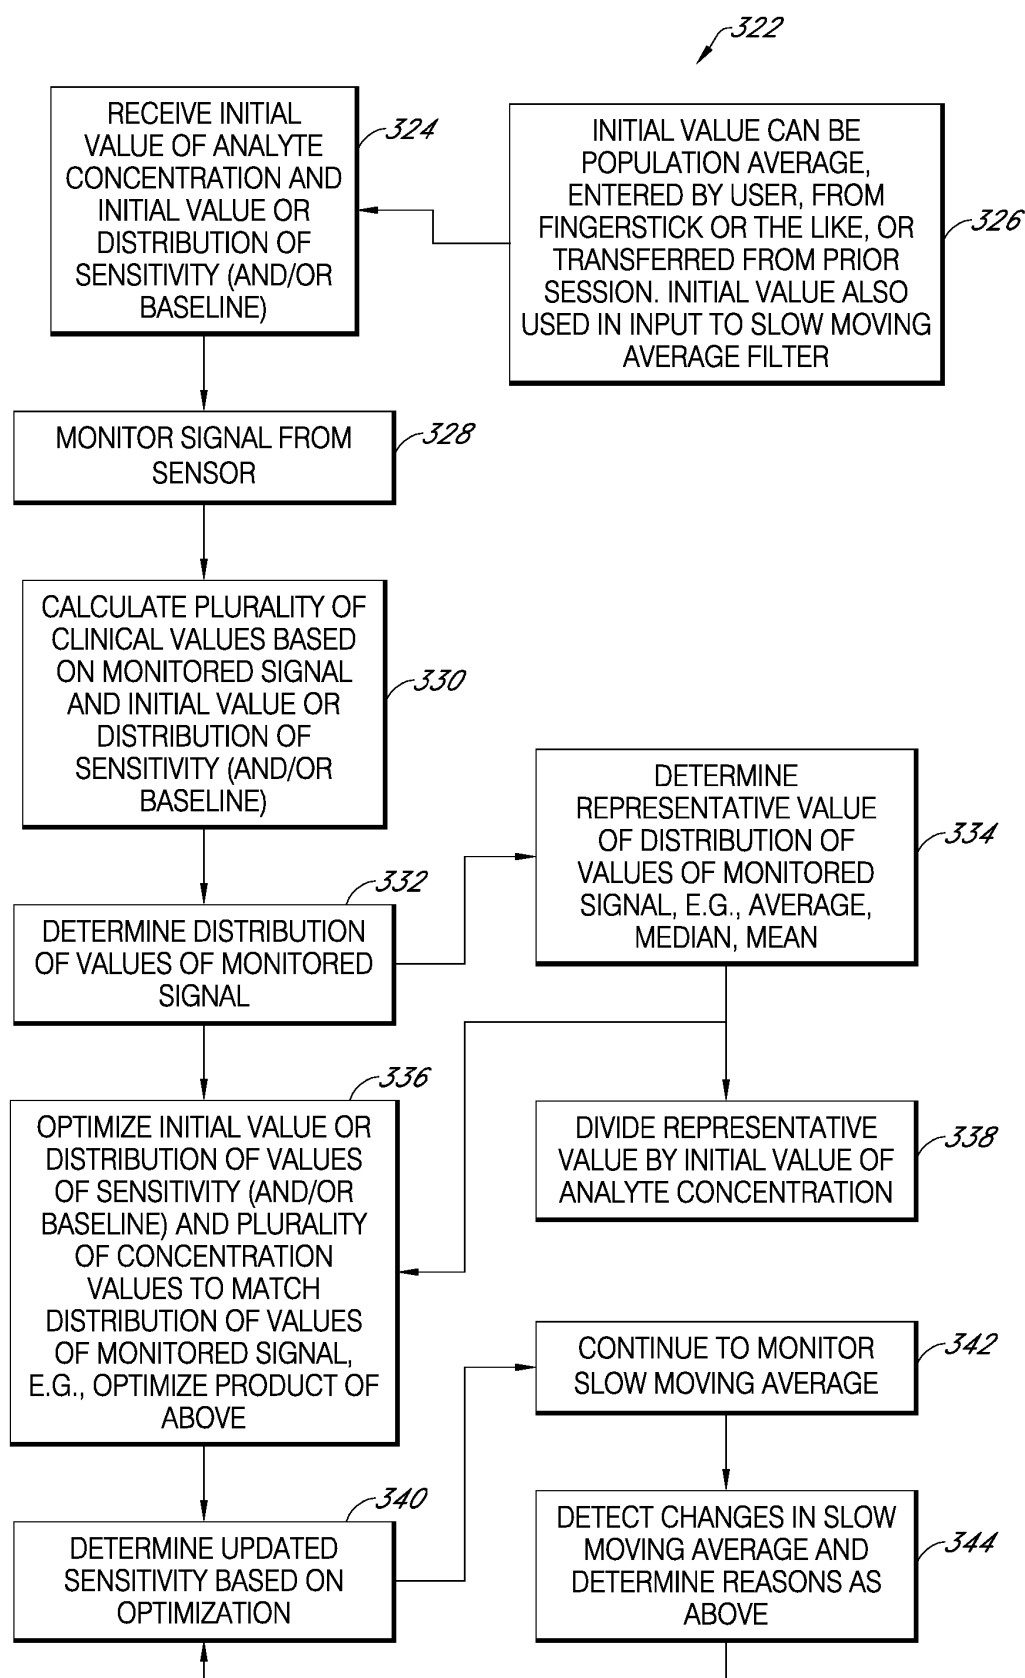 322
RECEIVE INITIAL
VALUE OF ANALYTE
CONCENTRATION AND
INITIAL VALUE OR
DISTRIBUTION OF
SENSITIVITY (AND/OR
BASELINE)
324
INITIAL VALUE CAN BE
POPULATION AVERAGE,
ENTERED BY USER, FROM
FINGERSTICK OR THE LIKE, OR
TRANSFERRED FROM PRIOR
SESSION. INITIAL VALUE ALSO
USED IN INPUT TO SLOW MOVING
AVERAGE FILTER
326
MONITOR SIGNAL FROM
SENSOR
328
CALCULATE PLURALITY OF
CLINICAL VALUES BASED
ON MONITORED SIGNAL
AND INITIAL VALUE OR
DISTRIBUTION OF
SENSITIVITY (AND/OR
BASELINE)
330
332
DETERMINE DISTRIBUTION
OF VALUES OF MONITORED
SIGNAL
DETERMINE
REPRESENTATIVE VALUE
OF DISTRIBUTION OF
VALUES OF MONITORED
SIGNAL, E.G., AVERAGE,
MEDIAN, MEAN
334
336
OPTIMIZE INITIAL VALUE OR
DISTRIBUTION OF VALUES
OF SENSITIVITY (AND/OR
BASELINE) AND PLURALITY
OF CONCENTRATION
VALUES TO MATCH
DISTRIBUTION OF VALUES
OF MONITORED SIGNAL,
E.G., OPTIMIZE PRODUCT OF
ABOVE
DIVIDE REPRESENTATIVE
VALUE BY INITIAL VALUE OF
ANALYTE CONCENTRATION
338
340
DETERMINE UPDATED
SENSITIVITY BASED ON
OPTIMIZATION
CONTINUE TO MONITOR
SLOW MOVING AVERAGE
342
DETECT CHANGES IN SLOW
MOVING AVERAGE AND
DETERMINE REASONS AS
ABOVE
344